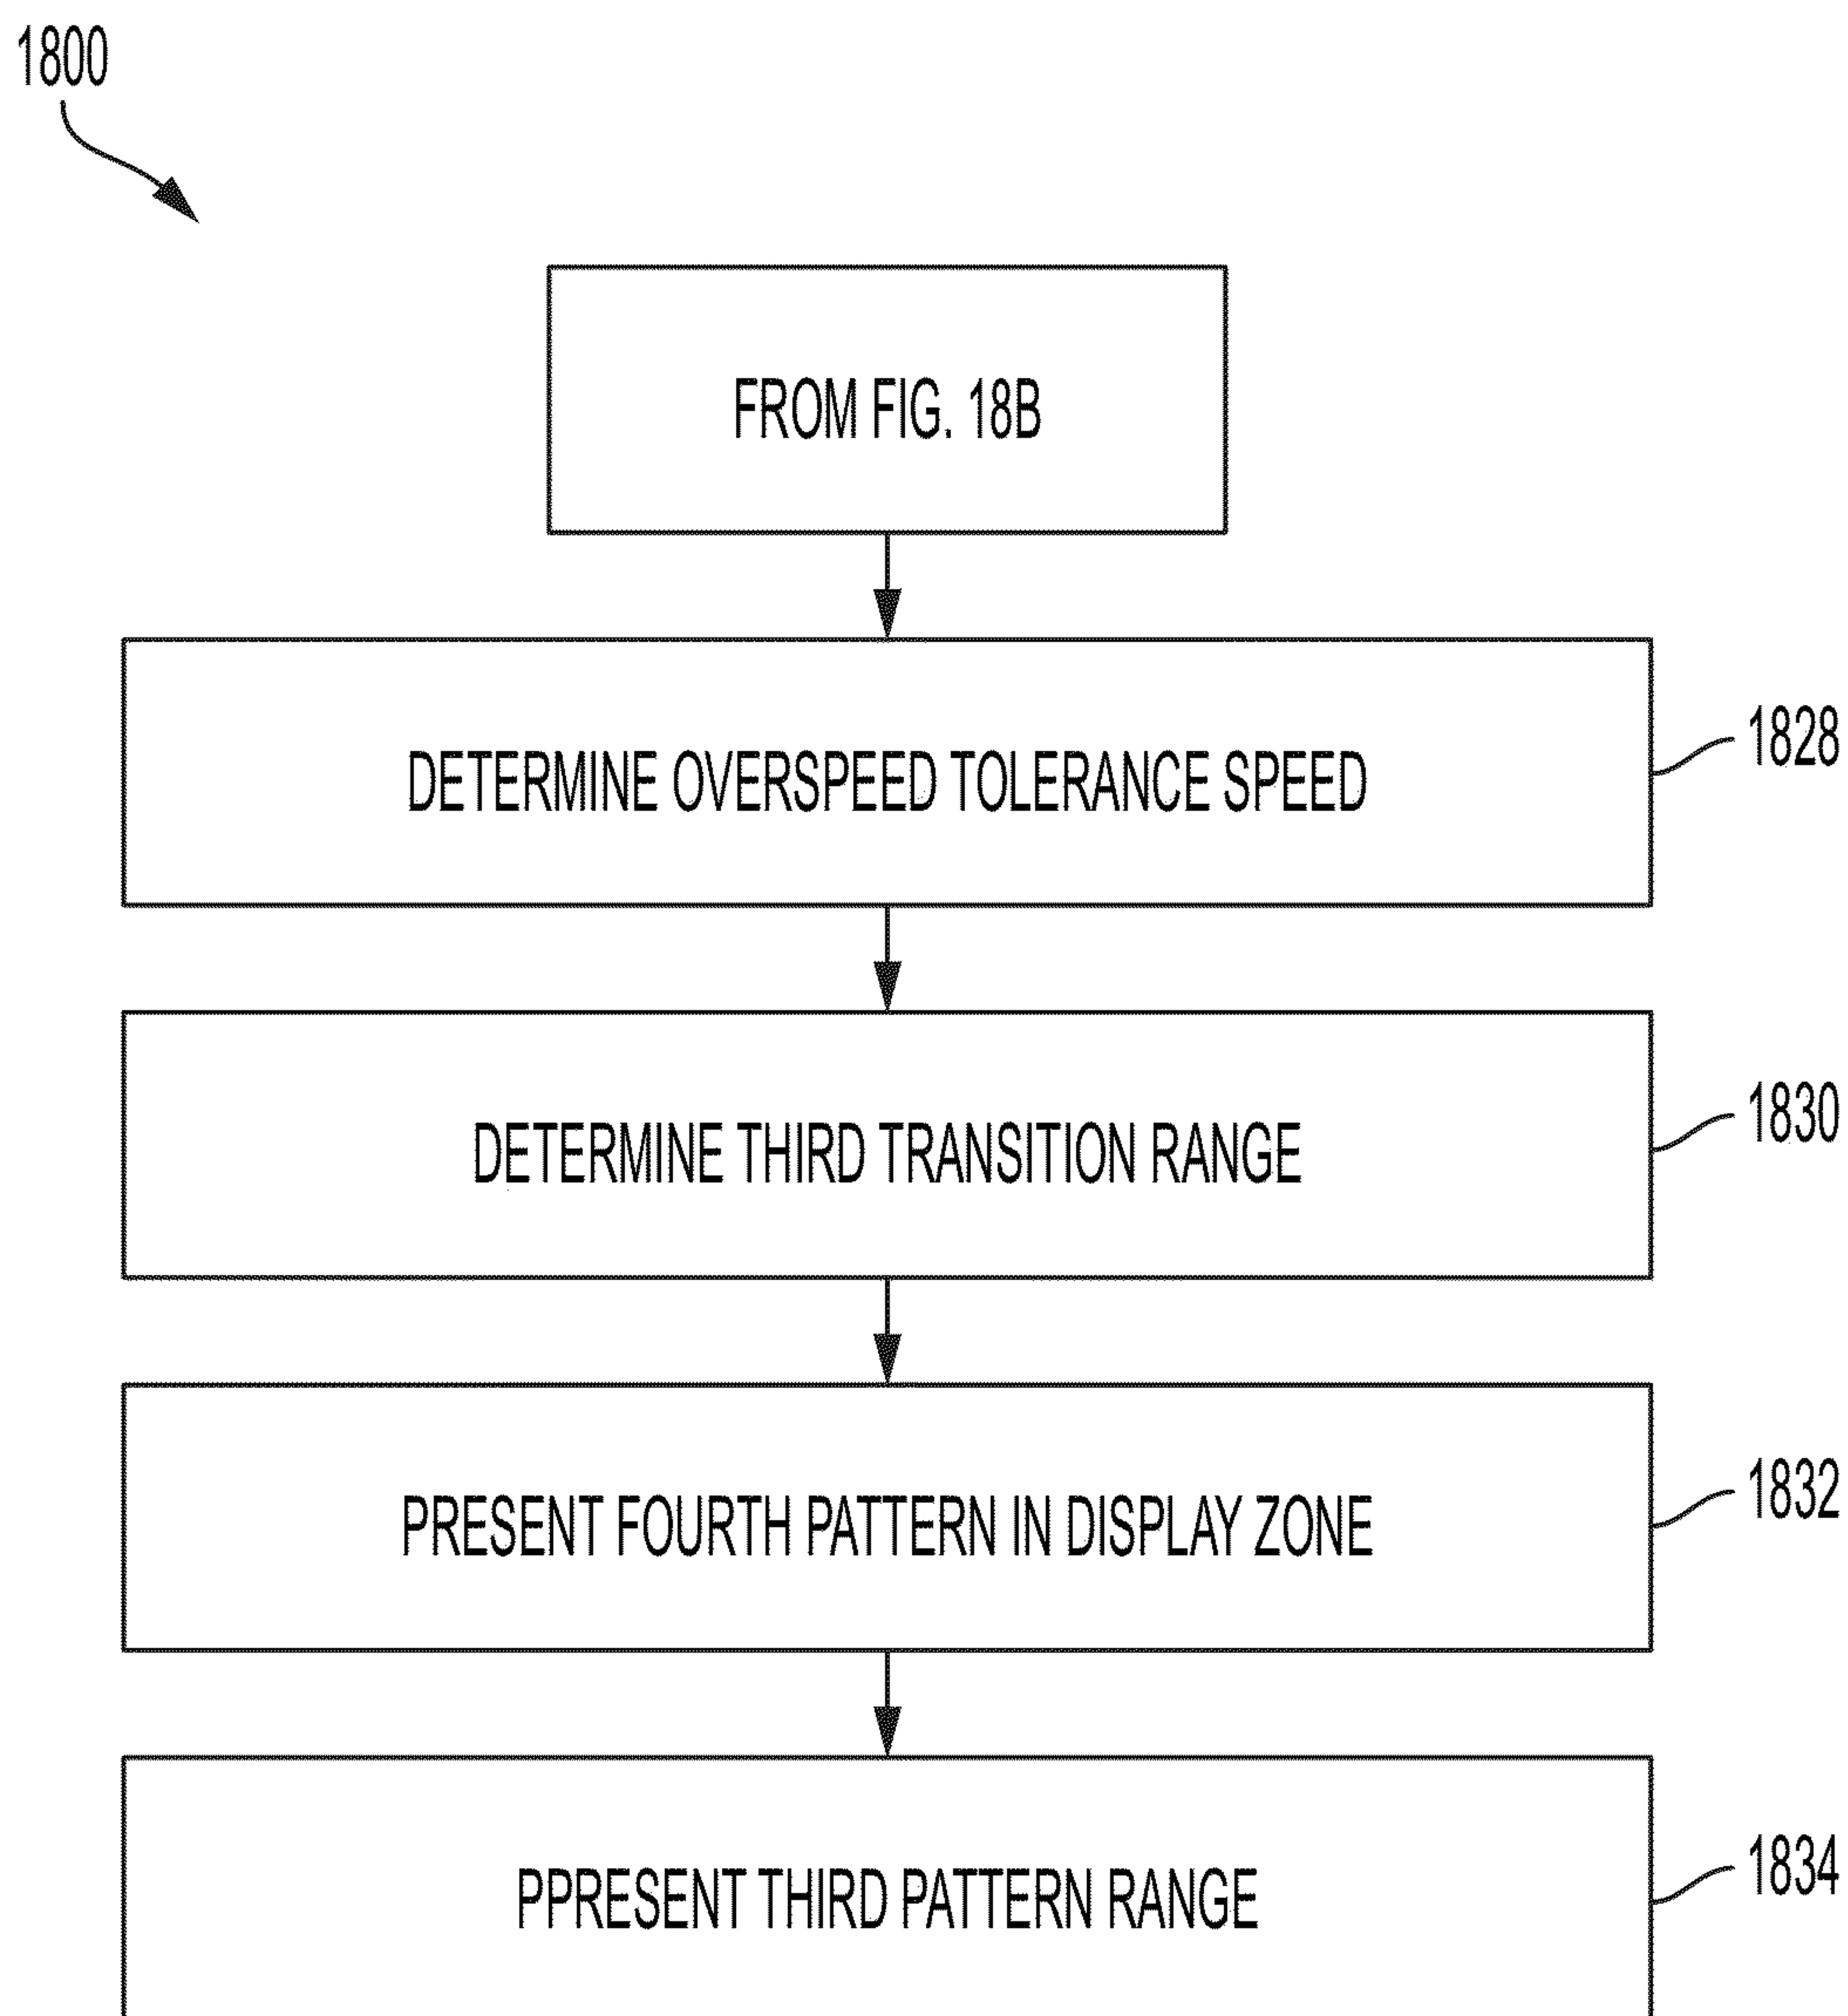 1800
FROM FIG. 18B
DETERMINE OVERSPEED TOLERANCE SPEED
1828
DETERMINE THIRD TRANSITION RANGE
1830
PRESENT FOURTH PATTERN IN DISPLAY ZONE
1832
PPRESENT THIRD PATTERN RANGE
1834